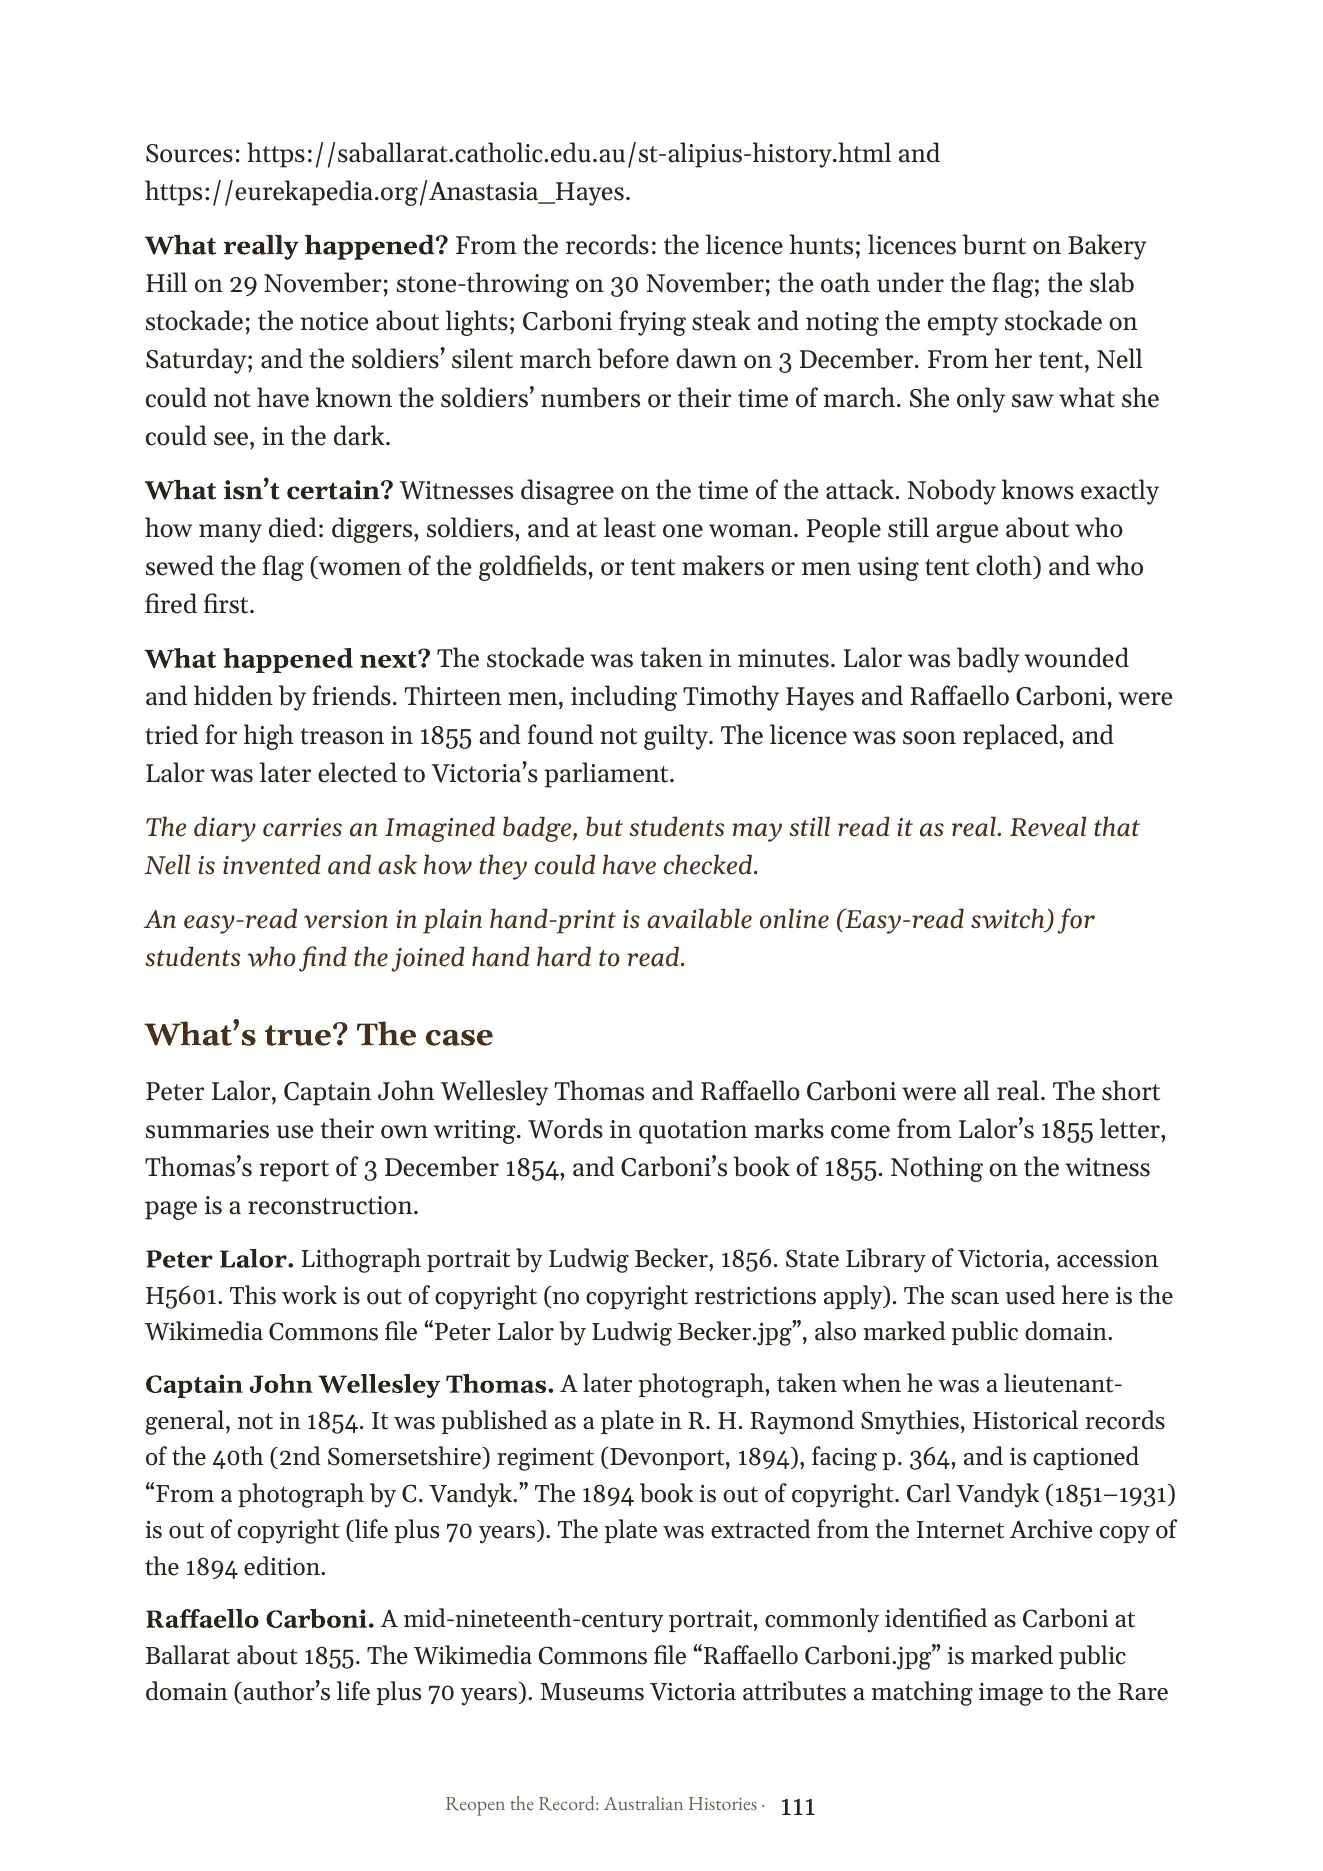 Sources: https://saballarat.catholic.edu.au/st-alipius-history.html and
https://eurekapedia.org/Anastasia_Hayes.
What really happened? From the records: the licence hunts; licences burnt on Bakery
Hill on 29 November; stone-throwing on 30 November; the oath under the flag; the slab
stockade; the notice about lights; Carboni frying steak and noting the empty stockade on
Saturday; and the soldiers’ silent march before dawn on 3 December. From her tent, Nell
could not have known the soldiers’ numbers or their time of march. She only saw what she
could see, in the dark.
What isn’t certain? Witnesses disagree on the time of the attack. Nobody knows exactly
how many died: diggers, soldiers, and at least one woman. People still argue about who
sewed the flag (women of the goldfields, or tent makers or men using tent cloth) and who
fired first.
What happened next? The stockade was taken in minutes. Lalor was badly wounded
and hidden by friends. Thirteen men, including Timothy Hayes and Raffaello Carboni, were
tried for high treason in 1855 and found not guilty. The licence was soon replaced, and
Lalor was later elected to Victoria’s parliament.
The diary carries an Imagined badge, but students may still read it as real. Reveal that
Nell is invented and ask how they could have checked.
An easy-read version in plain hand-print is available online (Easy-read switch) for
students who find the joined hand hard to read.
What’s true? The case
Peter Lalor, Captain John Wellesley Thomas and Raffaello Carboni were all real. The short
summaries use their own writing. Words in quotation marks come from Lalor’s 1855 letter,
Thomas’s report of 3 December 1854, and Carboni’s book of 1855. Nothing on the witness
page is a reconstruction.
Peter Lalor. Lithograph portrait by Ludwig Becker, 1856. State Library of Victoria, accession
H5601. This work is out of copyright (no copyright restrictions apply). The scan used here is the
Wikimedia Commons file “Peter Lalor by Ludwig Becker.jpg”, also marked public domain.
Captain John Wellesley Thomas. A later photograph, taken when he was a lieutenant-
general, not in 1854. It was published as a plate in R. H. Raymond Smythies, Historical records
of the 40th (2nd Somersetshire) regiment (Devonport, 1894), facing p. 364, and is captioned
“From a photograph by C. Vandyk.” The 1894 book is out of copyright. Carl Vandyk (1851–1931)
is out of copyright (life plus 70 years). The plate was extracted from the Internet Archive copy of
the 1894 edition.
Raffaello Carboni. A mid-nineteenth-century portrait, commonly identified as Carboni at
Ballarat about 1855. The Wikimedia Commons file “Raffaello Carboni.jpg” is marked public
domain (author’s life plus 70 years). Museums Victoria attributes a matching image to the Rare
Reopen the Record: Australian Histories · 111